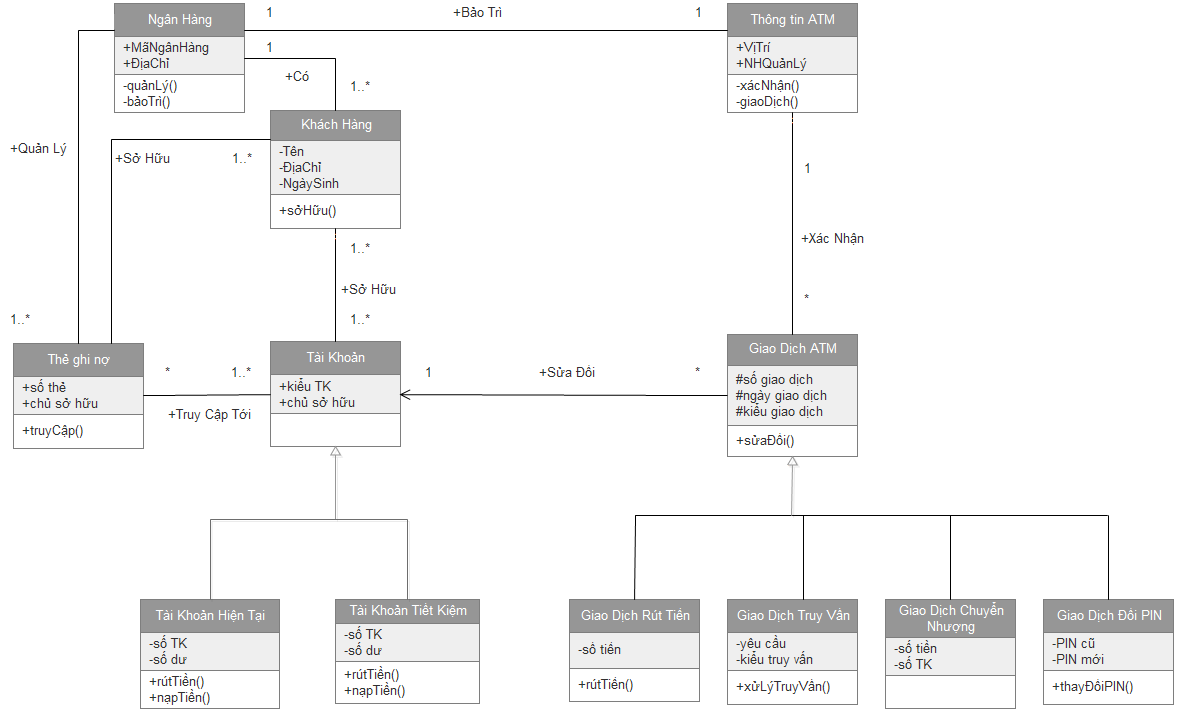 Ngân Hàng
+MãNgânHàng
+ĐịaChỉ
-quảnLý()
-bảoTrì()
1
+Bảo Trì
1
Thông tin ATM
+VịTrí
+NHQuảnLý
-xácNhận()
-giaoDịch()
1
+Có
1..*
+Quản Lý
1..*
Khách Hàng
-Tên
-ĐịaChỉ
-NgàySinh
+sởHữu()
+Sở Hữu
1..*
1
+Xác Nhận
*
1..*
+Sở Hữu
1..*
Thẻ ghi nợ
+số thẻ
+chủ sở hữu
+truyCập()
*
1..*
+Truy Cập Tới
Tài Khoản
+kiểu TK
+chủ sở hữu
1
+Sửa Đổi
*
Giao Dịch ATM
#số giao dịch
#ngày giao dịch
#kiểu giao dịch
+sửaĐổi()
Tài Khoản Hiện Tại
-số TK
-số dư
+rútTiền()
+nạpTiền()
Tài Khoản Tiết Kiệm
-số TK
-số dư
+rútTiền()
+nạpTiền()
Giao Dịch Rút Tiền
-số tiền
+rútTiền()
Giao Dịch Truy Vấn
-yêu cầu
-kiểu truy vấn
+xửLýTruyVấn()
Giao Dịch Chuyển
Nhượng
-số tiền
-số TK
Giao Dịch Đổi PIN
-PIN cũ
-PIN mới
+thayĐổiPIN()